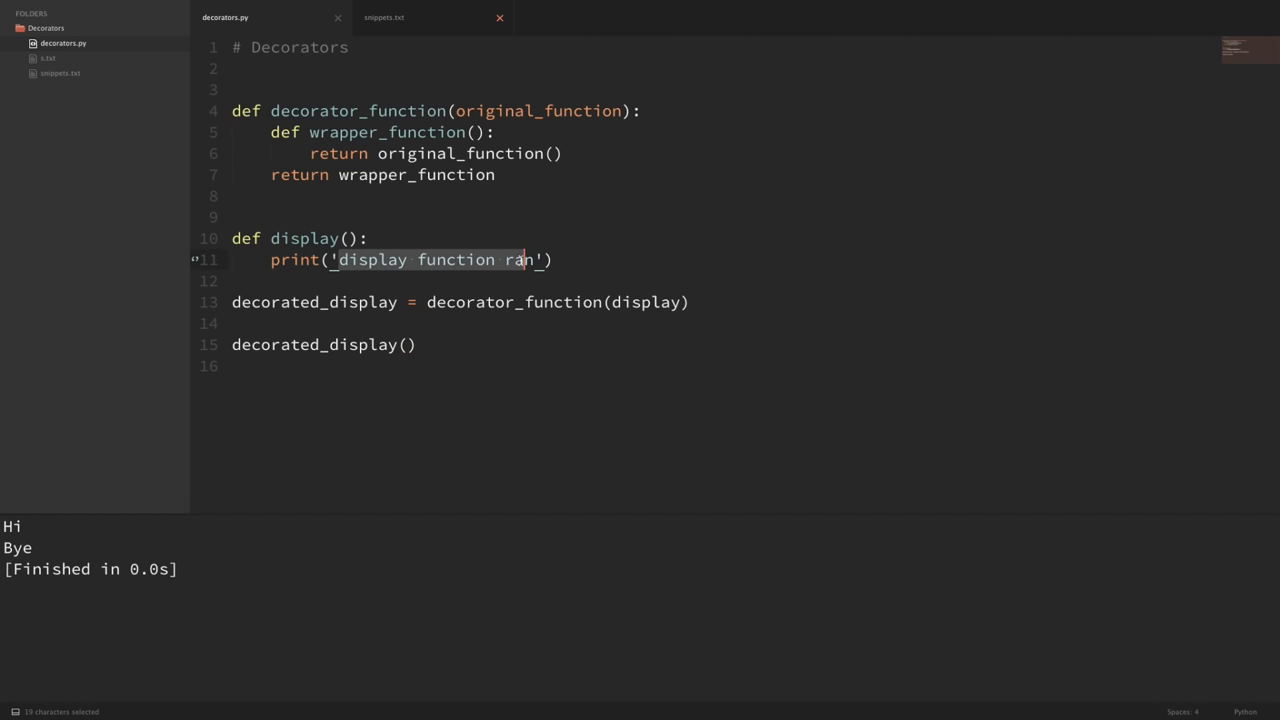 FOLDERS
Decorators
decorators.py
s.txt
snippets.txt
decorators.py
snippets.txt
1 # Decorators
2
3
4 def decorator_function(original_function):
5 def wrapper_function():
6 return original_function()
7 return wrapper_function
8
9
10 def display():
11 print('display function ran')
12
13 decorated_display = decorator_function(display)
14
15 decorated_display()
16
Hi
Bye
[Finished in 0.0s]
19 characters selected
Spaces: 4
Python